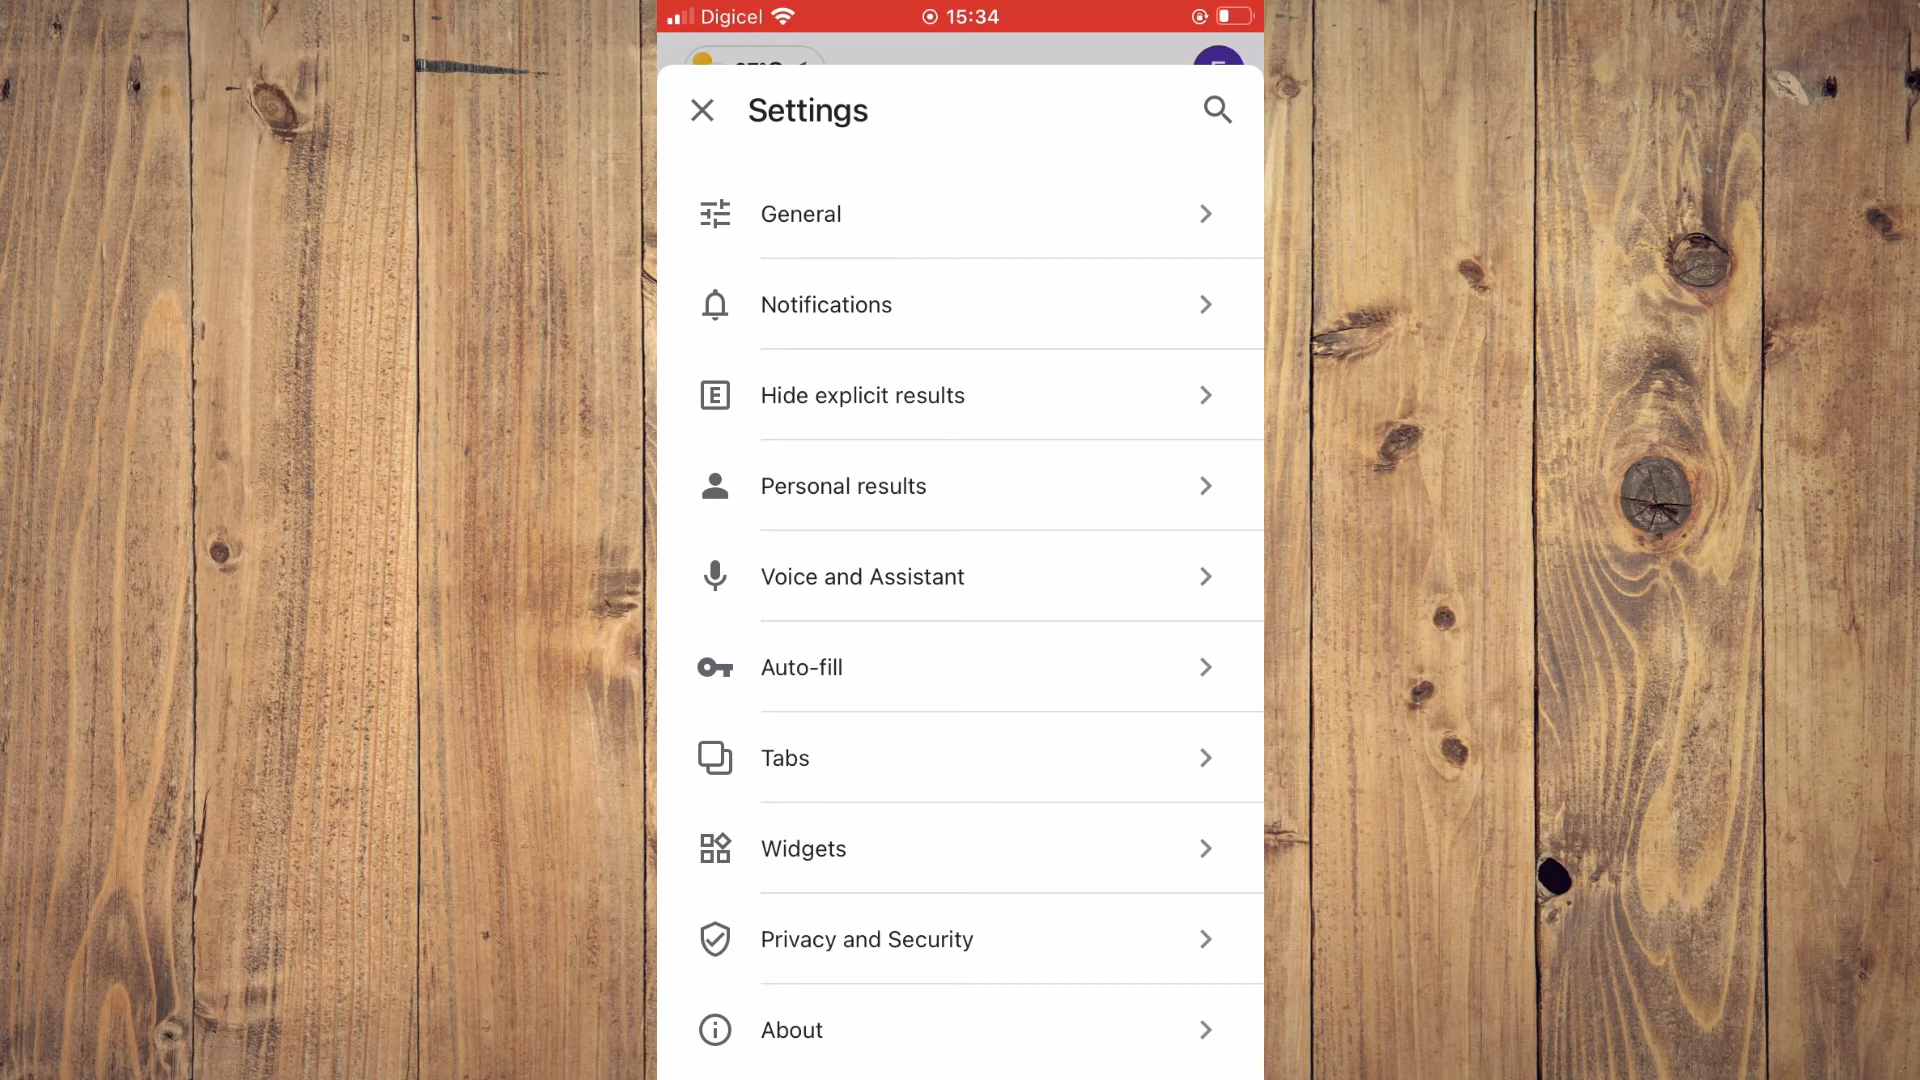 Digicel 15:34
Settings
General
Notifications
E Hide explicit results
Personal results
Voice and Assistant
Auto-fill
Tabs
Widgets
Privacy and Security
About